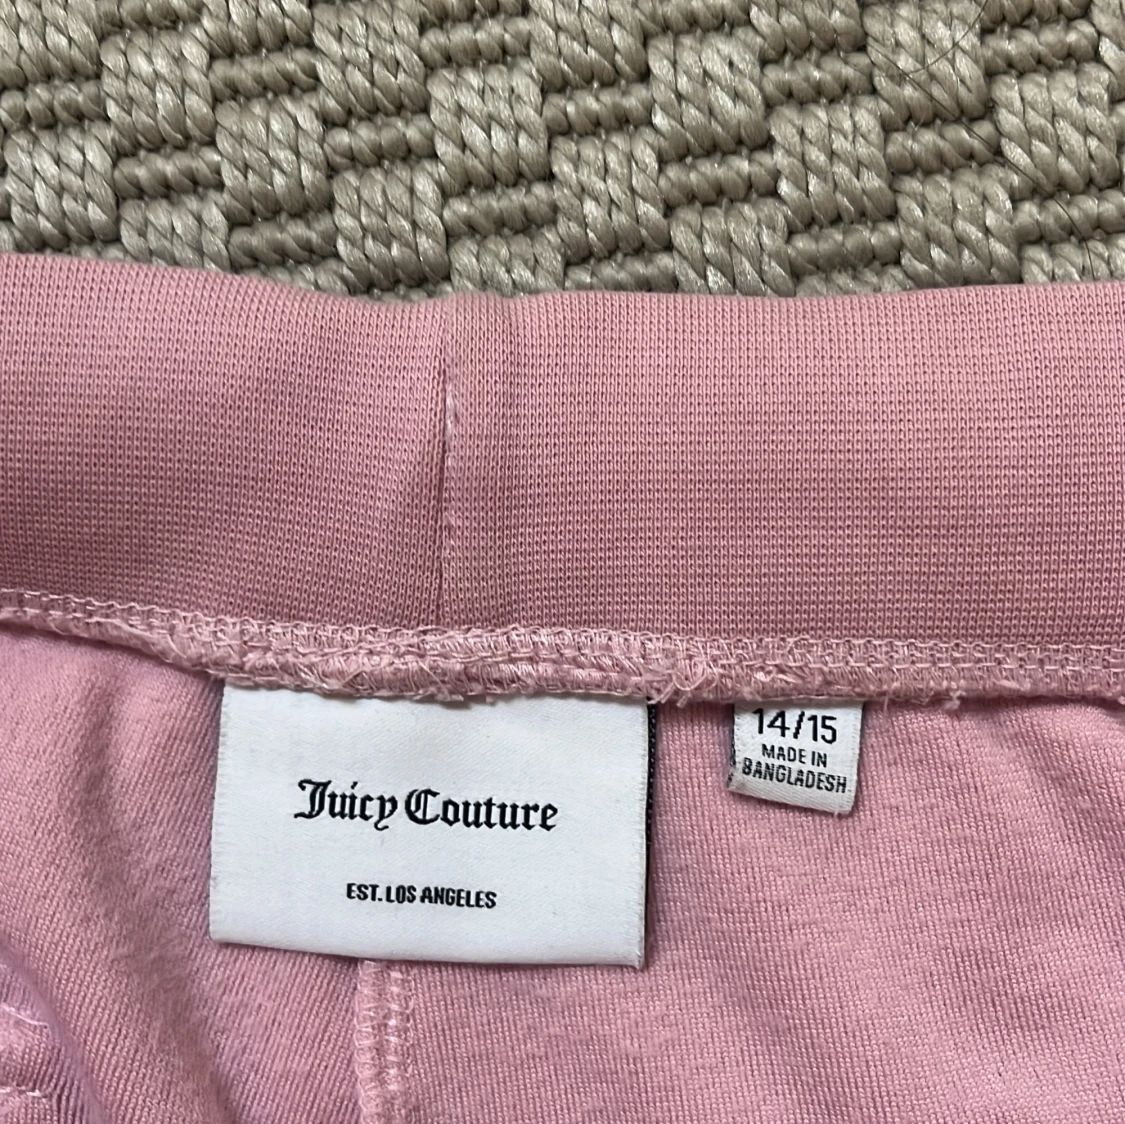 Juicy Couture
EST. LOS ANGELES
14/15
MADE IN
BANGLADESH